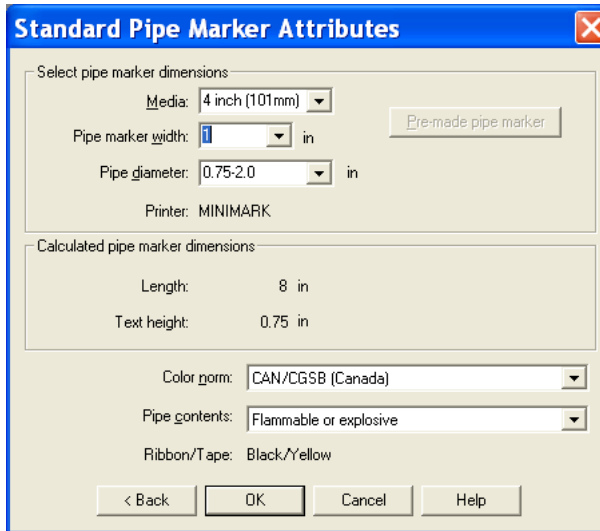 Standard Pipe Marker Attributes
Select pipe marker dimensions
Media: 4 inch (101mm)
Pre-made pipe marker
Pipe marker width: 1 in
Pipe diameter: 0.75-2.0 in
Printer: MINIMARK
Calculated pipe marker dimensions
Length: 8 in
Text height: 0.75 in
Color norm: CAN/CGSB (Canada)
Pipe contents: Flammable or explosive
Ribbon/Tape: Black/Yellow
< Back OK Cancel Help